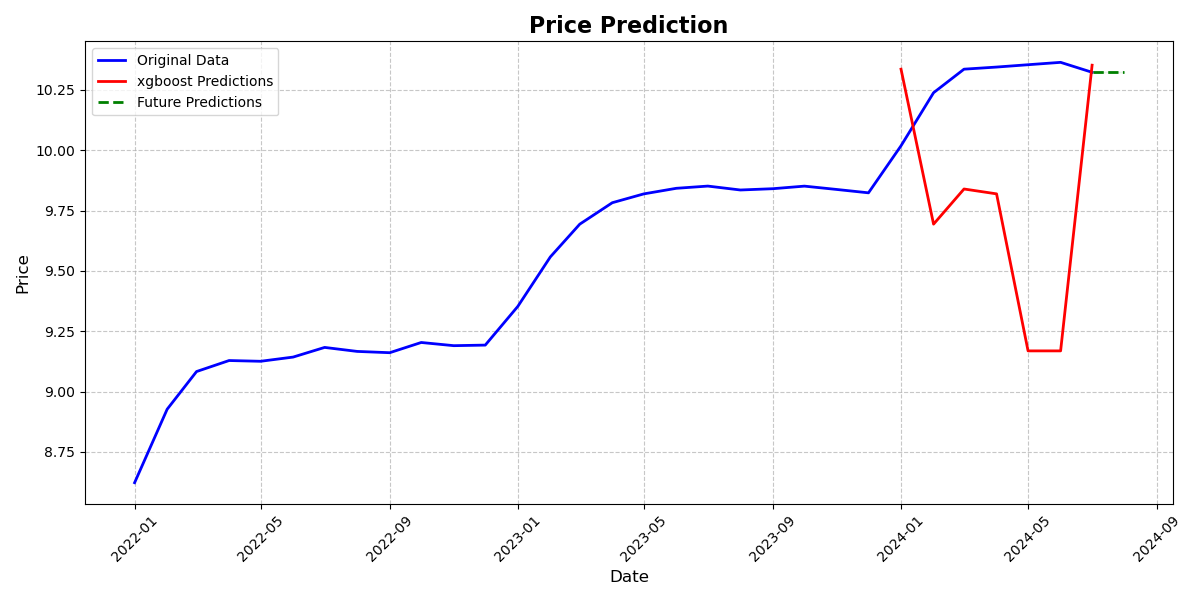 Price Prediction
Original Data
xgboost Predictions
Future Predictions
Price
10.25
10.00
9.75
9.50
9.25
9.00
8.75
2022-01
2022-05
2022-09
2023-01
2023-05
2023-09
2024-01
2024-05
2024-09
Date